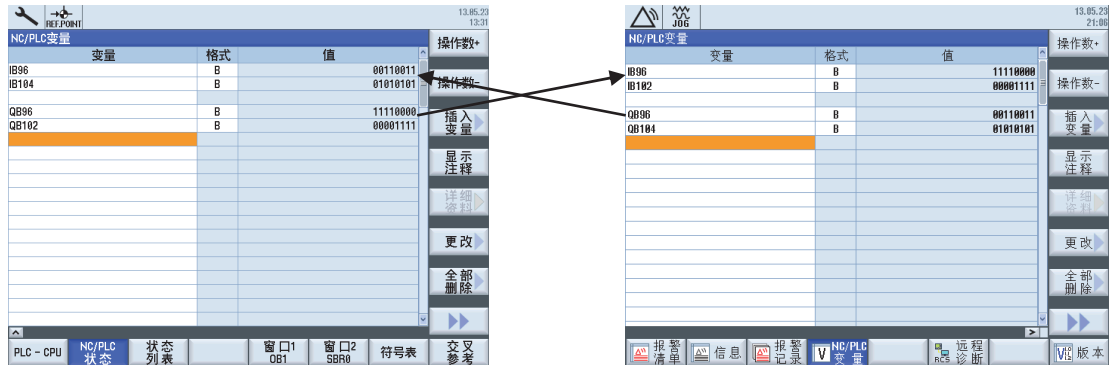 REF.POINT
13.05.23
13:31
NC/PLC变量
变量 格式 值
IB96 B 00110011
IB104 B 01010101
QB96 B 11110000
QB102 B 00001111
操作数+
操作数-
插入
变量
显示
注释
详细
资料
更改
全部
删除
PLC - CPU
NC/PLC
状态
状态
列表
窗口1
OB1
窗口2
SBR0
符号表
交叉
参考
JOG
13.05.23
21:06
NC/PLC变量
变量 格式 值
IB96 B 11110000
IB102 B 00001111
QB96 B 00110011
QB104 B 01010101
操作数+
操作数-
插入
变量
显示
注释
详细
资料
更改
全部
删除
报警
清单
信息
报警
记录
NC/PLC
变量
RCS
远程
诊断
版本